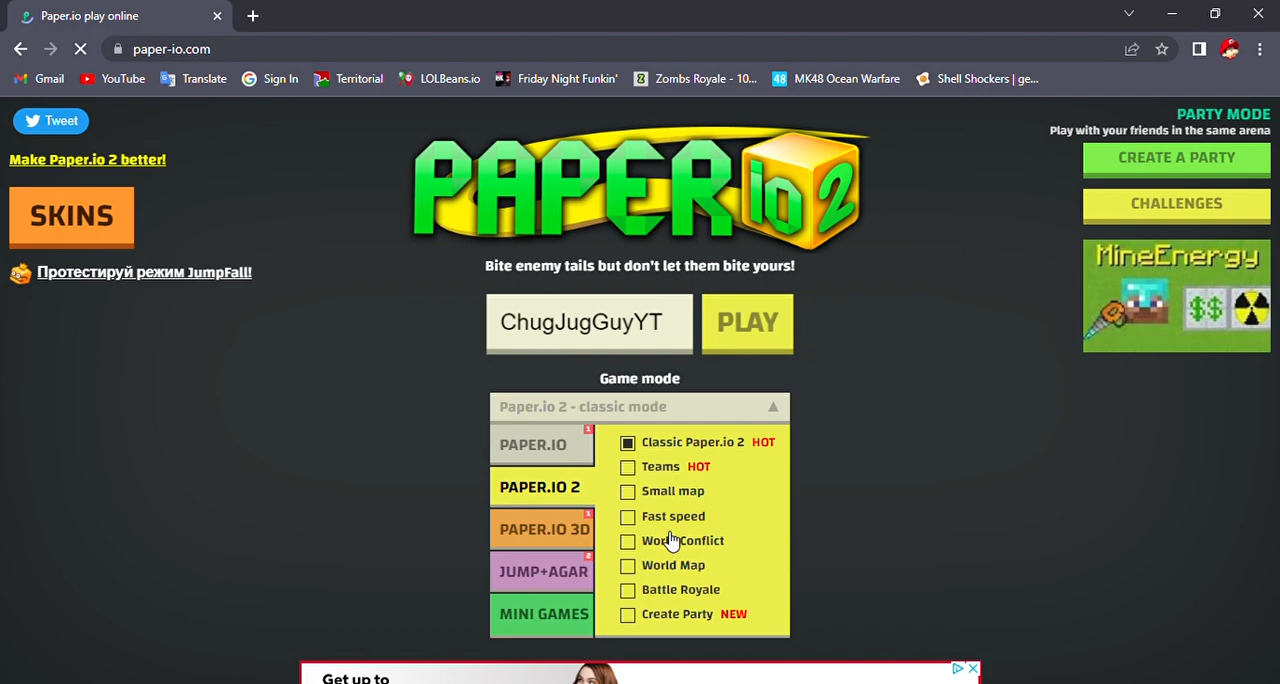 Paper.io play online
paper-io.com
Gmail YouTube Translate Sign In Territorial LOLBeans.io Friday Night Funkin' Zombs Royale - 10... MK48 Ocean Warfare Shell Shockers | ge...
Tweet
Make Paper.io 2 better!
SKINS
Протестируй режим JumpFall!
PAPER io 2
Bite enemy tails but don't let them bite yours!
ChugJugGuyYT PLAY
Game mode
Paper.io 2 - classic mode
PAPER.IO 1
PAPER.IO 2
PAPER.IO 3D 1
JUMP+AGAR 2
MINI GAMES
Classic Paper.io 2 HOT
Teams HOT
Small map
Fast speed
Conflict
World Map
Battle Royale
Create Party NEW
PARTY MODE
Play with your friends in the same arena
CREATE A PARTY
CHALLENGES
MineEnergy
$$
Get up to